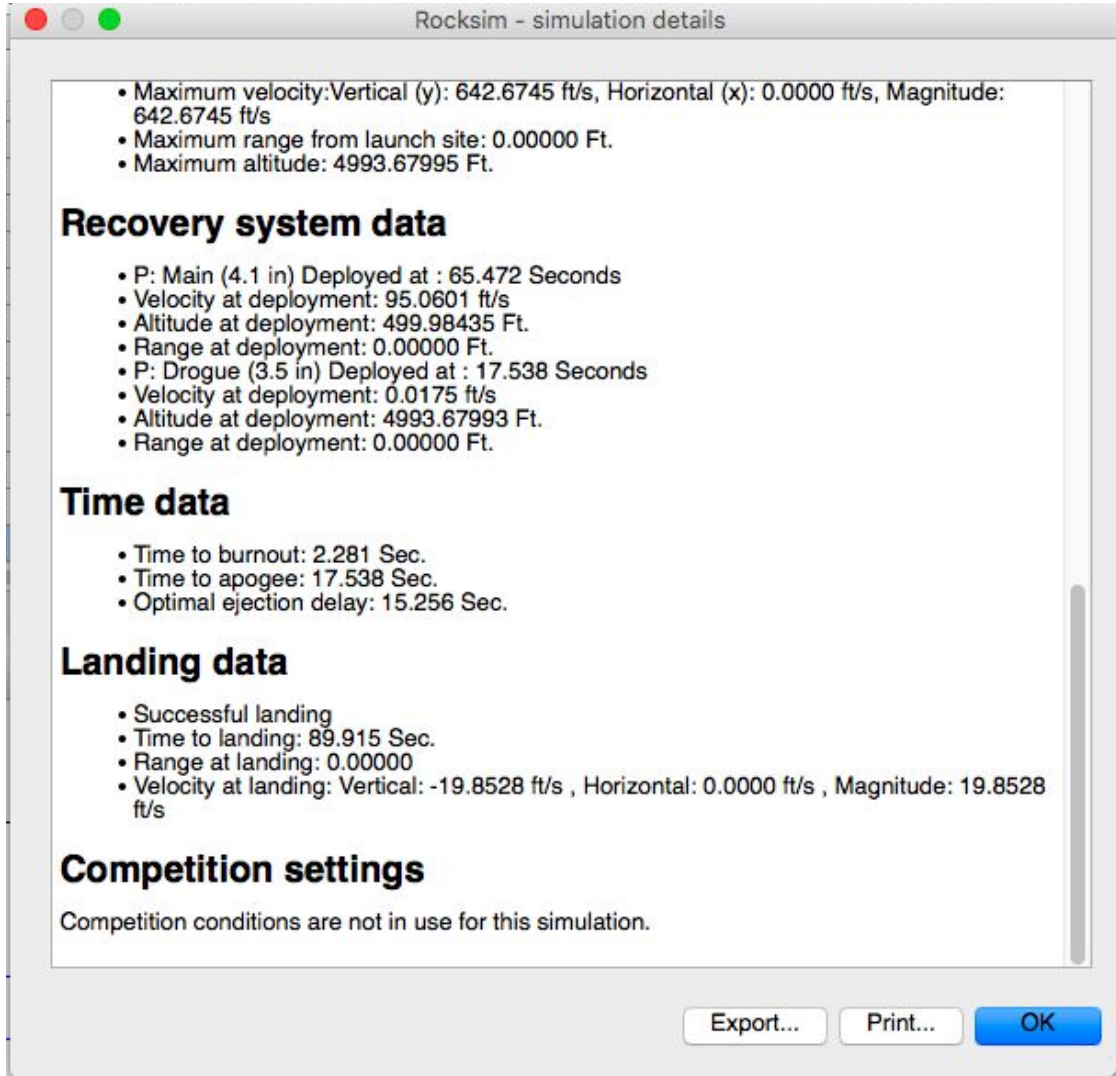 Rocksim - simulation details
• Maximum velocity:Vertical (y): 642.6745 ft/s, Horizontal (x): 0.0000 ft/s, Magnitude:
642.6745 ft/s
• Maximum range from launch site: 0.00000 Ft.
• Maximum altitude: 4993.67995 Ft.
Recovery system data
• P: Main (4.1 in) Deployed at : 65.472 Seconds
• Velocity at deployment: 95.0601 ft/s
• Altitude at deployment: 499.98435 Ft.
• Range at deployment: 0.00000 Ft.
• P: Drogue (3.5 in) Deployed at : 17.538 Seconds
• Velocity at deployment: 0.0175 ft/s
• Altitude at deployment: 4993.67993 Ft.
• Range at deployment: 0.00000 Ft.
Time data
• Time to burnout: 2.281 Sec.
• Time to apogee: 17.538 Sec.
• Optimal ejection delay: 15.256 Sec.
Landing data
• Successful landing
• Time to landing: 89.915 Sec.
• Range at landing: 0.00000
• Velocity at landing: Vertical: -19.8528 ft/s , Horizontal: 0.0000 ft/s , Magnitude: 19.8528
ft/s
Competition settings
Competition conditions are not in use for this simulation.
Export... Print... OK